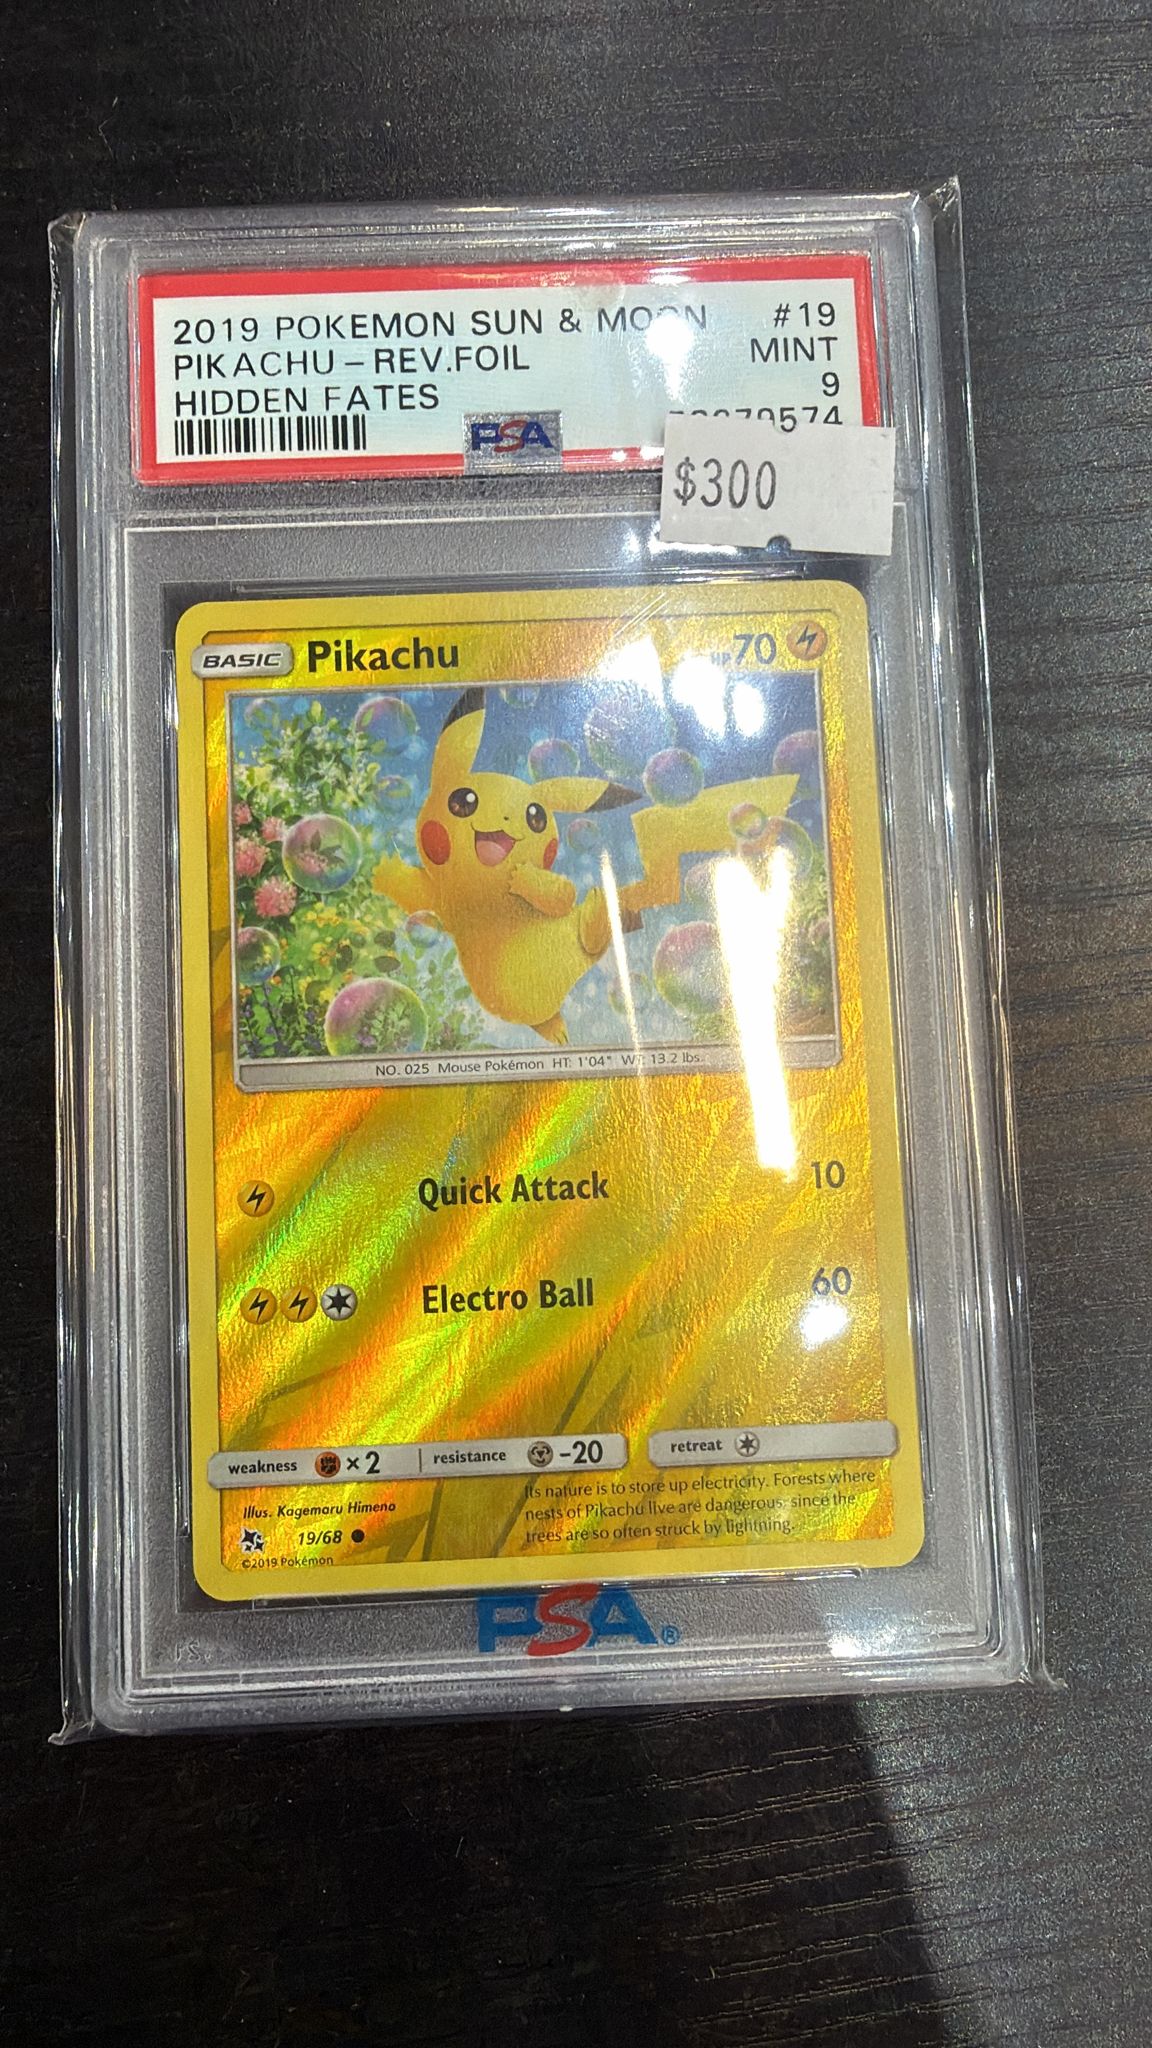 2019 POKEMON SUN & MOON #19
PIKACHU - REV.FOIL MINT
HIDDEN FATES 9
PSA
$300
BASIC Pikachu HP 70
NO. 025 Mouse Pokémon HT: 1'04" WT: 13.2 lbs.
Quick Attack 10
Electro Ball 60
weakness ×2 resistance -20 retreat
Its nature is to store up electricity. Forests where
nests of Pikachu live are dangerous, since the
trees are so often struck by lightning.
Illus. Kagemaru Himeno
19/68
©2019 Pokémon
PSA®